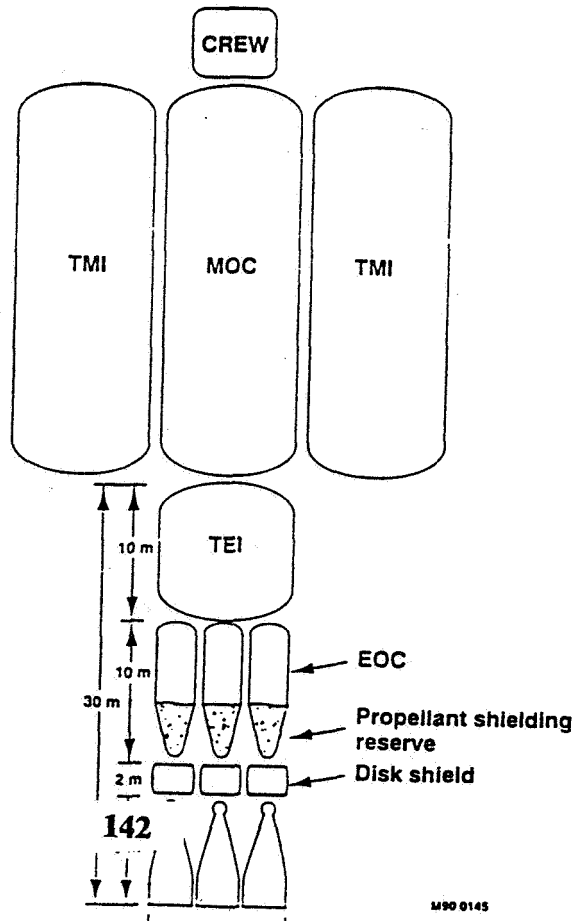 CREW
TMI
MOC
TMI
10 m
TEI
10 m
30 m
EOC
Propellant shielding
reserve
2 m
Disk shield
142
M90 0145